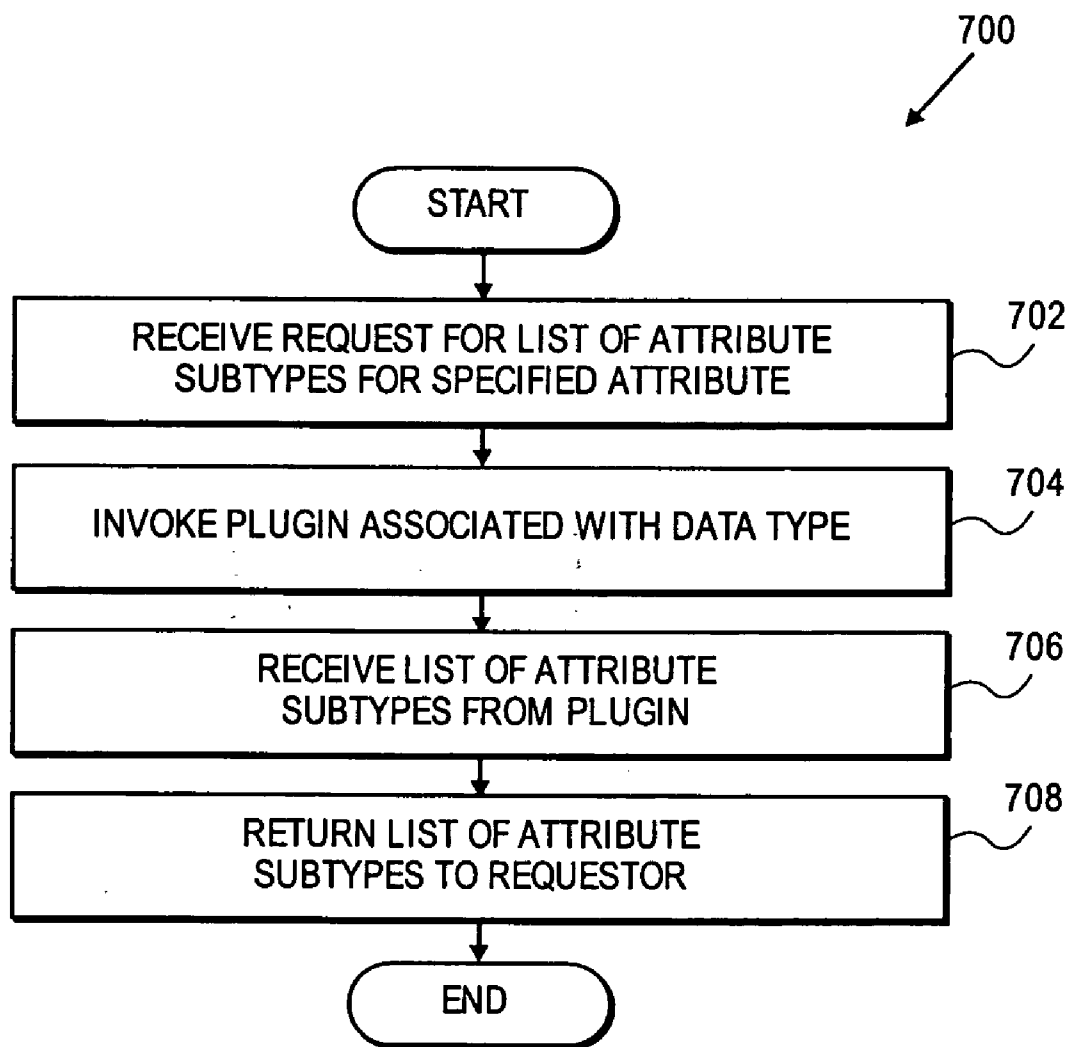 700
START
RECEIVE REQUEST FOR LIST OF ATTRIBUTE
SUBTYPES FOR SPECIFIED ATTRIBUTE
702
INVOKE PLUGIN ASSOCIATED WITH DATA TYPE
704
RECEIVE LIST OF ATTRIBUTE
SUBTYPES FROM PLUGIN
706
RETURN LIST OF ATTRIBUTE
SUBTYPES TO REQUESTOR
708
END